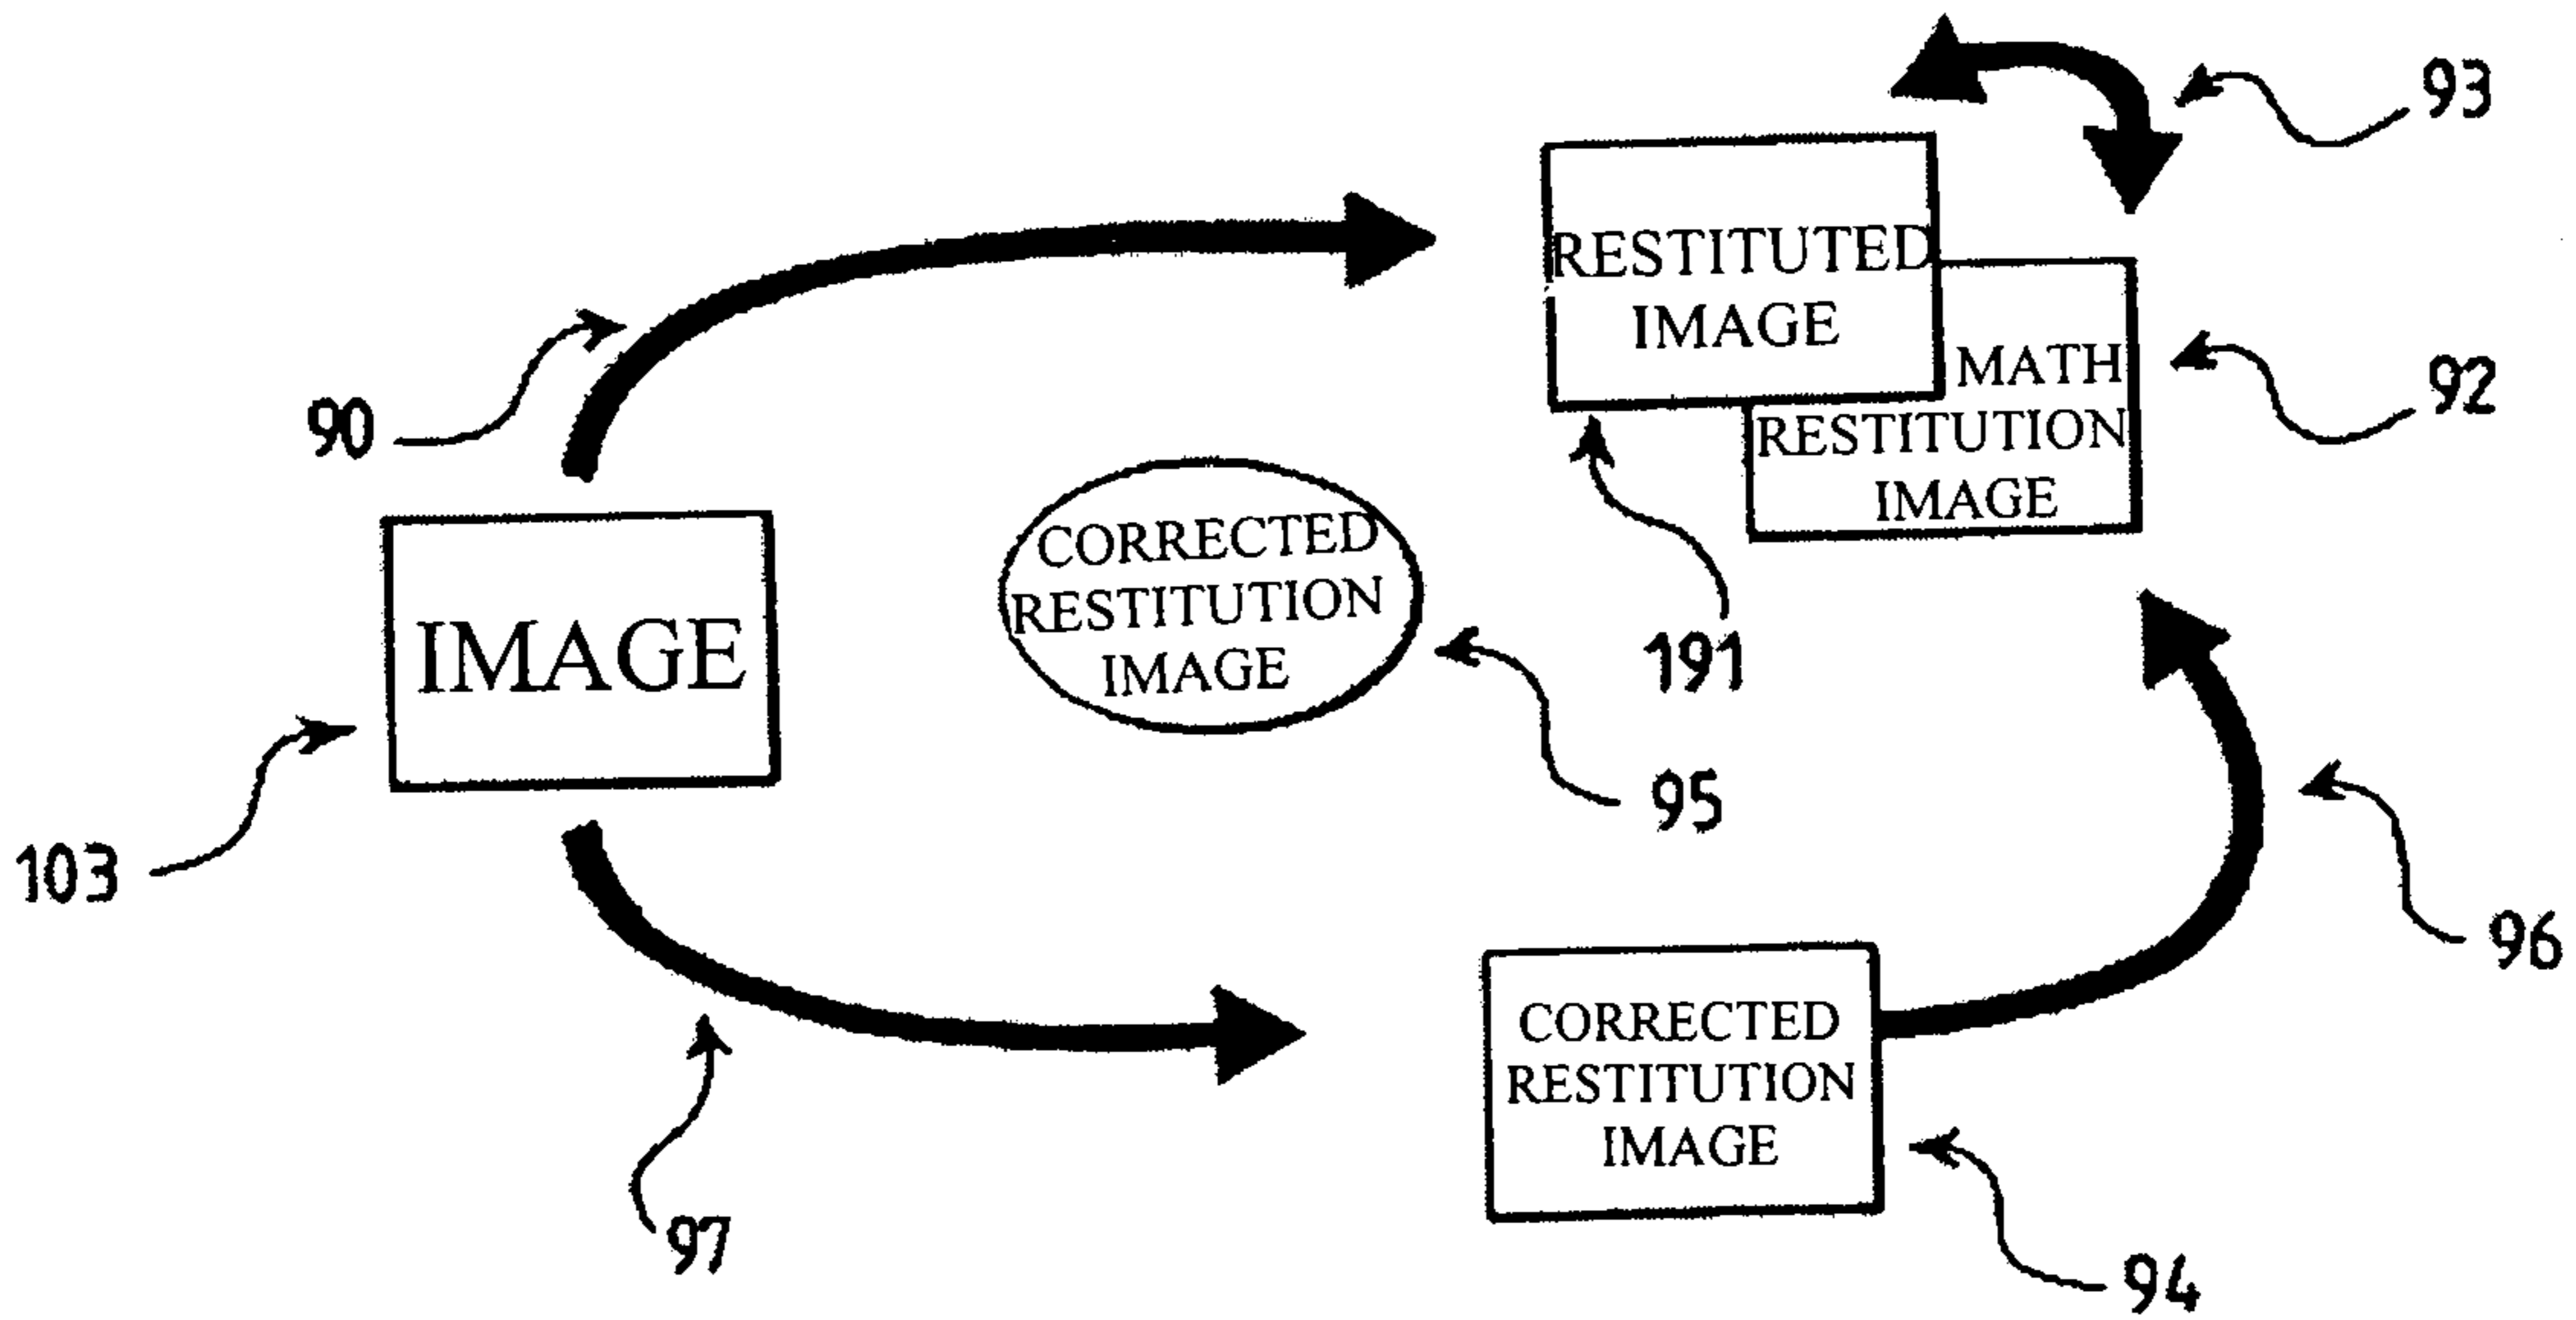 93
RESTITUTED
IMAGE
MATH
RESTITUTION
IMAGE
92
90
191
CORRECTED
RESTITUTION
IMAGE
95
IMAGE
103
96
CORRECTED
RESTITUTION
IMAGE
94
97